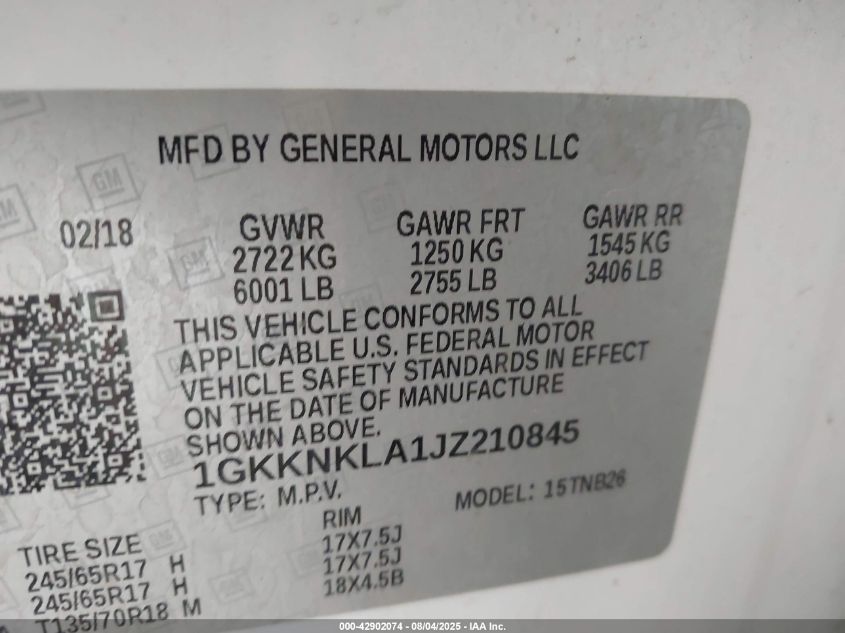 MFD BY GENERAL MOTORS LLC
02/18
GVWR
2722 KG
6001 LB
GAWR FRT
1250 KG
2755 LB
GAWR RR
1545 KG
3406 LB
THIS VEHICLE CONFORMS TO ALL
APPLICABLE U.S. FEDERAL MOTOR
VEHICLE SAFETY STANDARDS IN EFFECT
ON THE DATE OF MANUFACTURE
SHOWN ABOVE.
1GKKNKLA1JZ210845
TYPE: M.P.V. MODEL: 15TNB26
TIRE SIZE RIM
245/65R17 H 17X7.5J
245/65R17 H 17X7.5J
T135/70R18 M 18X4.5B
GM
GM
GM
000-42902074 - 08/04/2025 - IAA Inc.